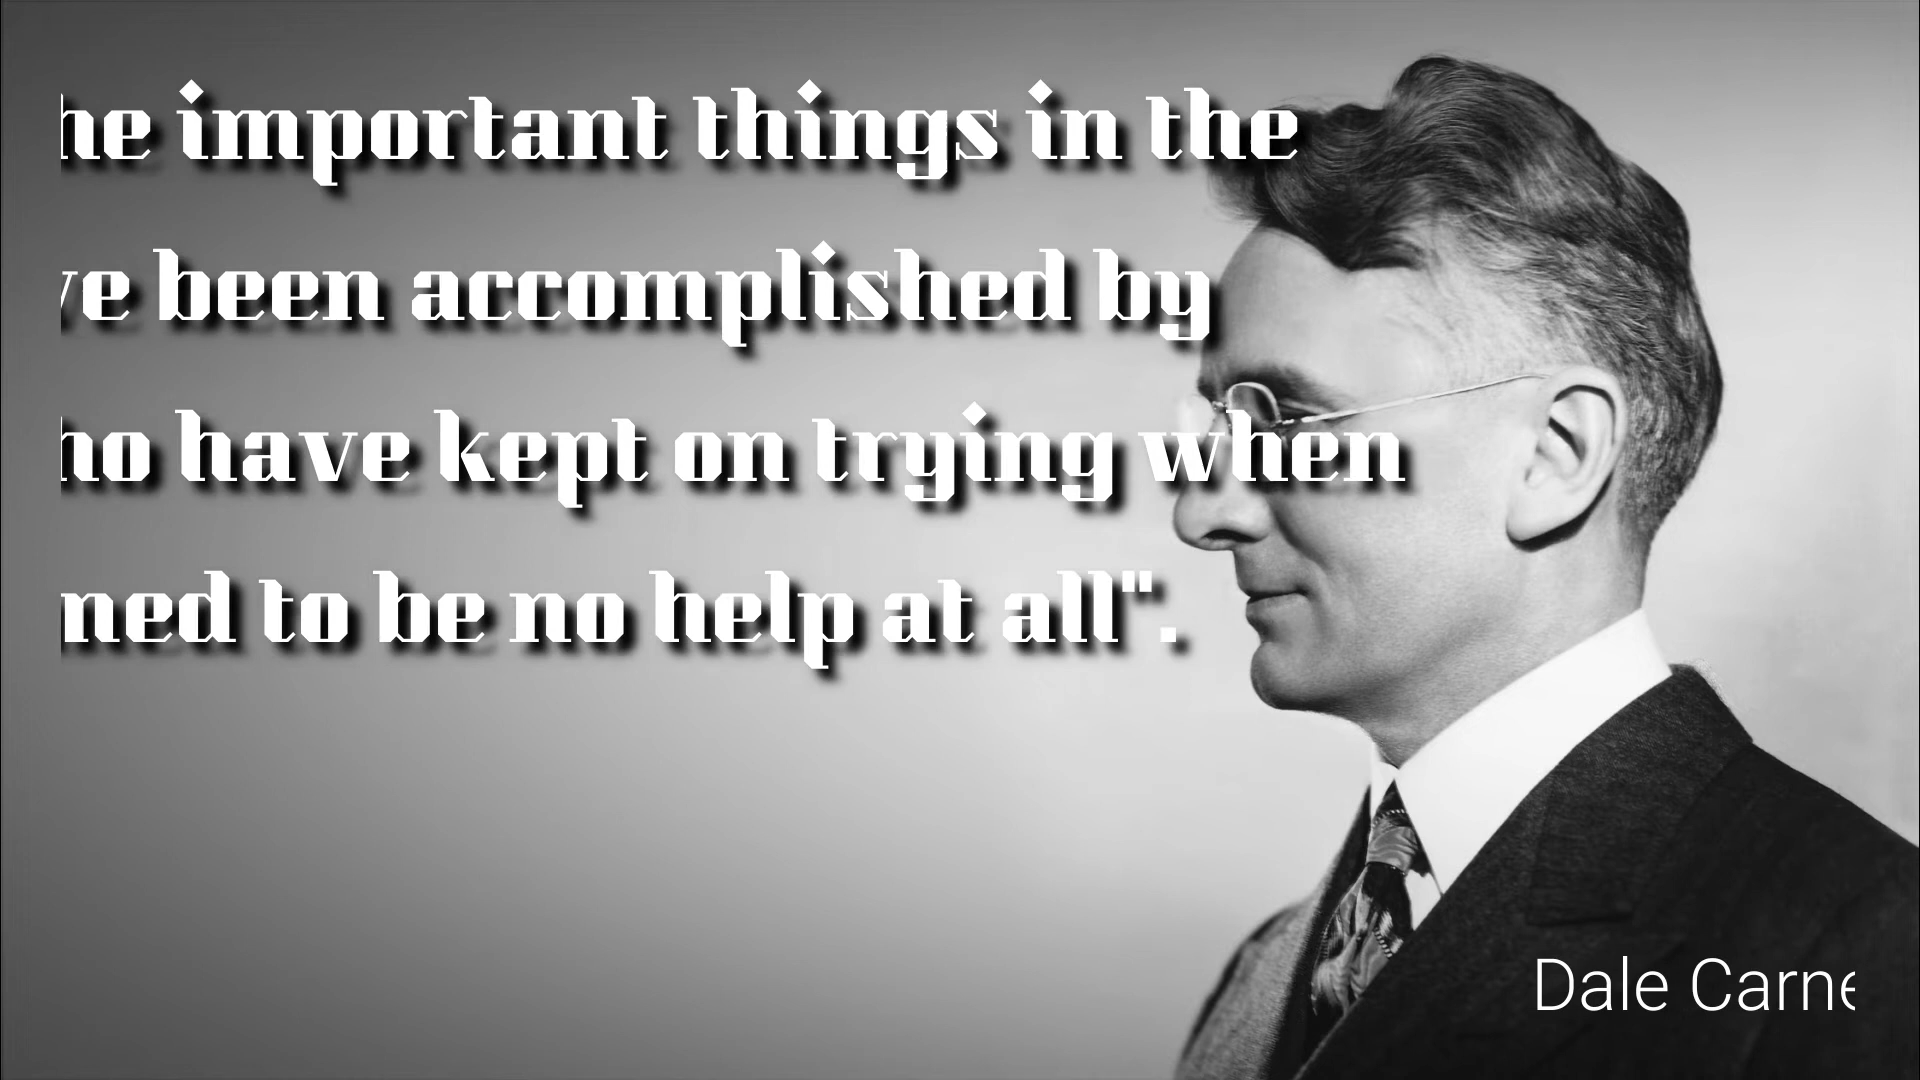 he important things in the
ve been accomplished by
ho have kept on trying when
ned to be no help at all".
Dale Carne